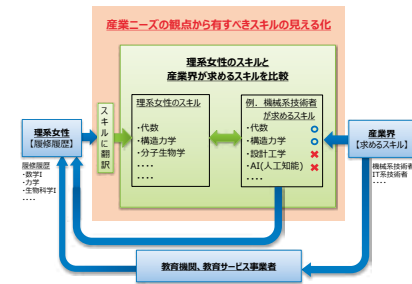 産業ニーズの観点から有すべきスキルの見える化
理系女性のスキルと
産業界が求めるスキルを比較
理系女性のスキル
・代数
・構造力学
・分子生物学
・・・・
・・・・
例．機械系技術者
が求めるスキル
・代数
・構造力学
・設計工学
・AI(人工知能)
・・・・
スキルに翻訳
理系女性
【履修履歴】
履修履歴
・数学1
・力学
・生物科学1
・・・・
産業界
【求めるスキル】
機械系技術者
IT系技術者
・・・・
教育機関、教育サービス事業者